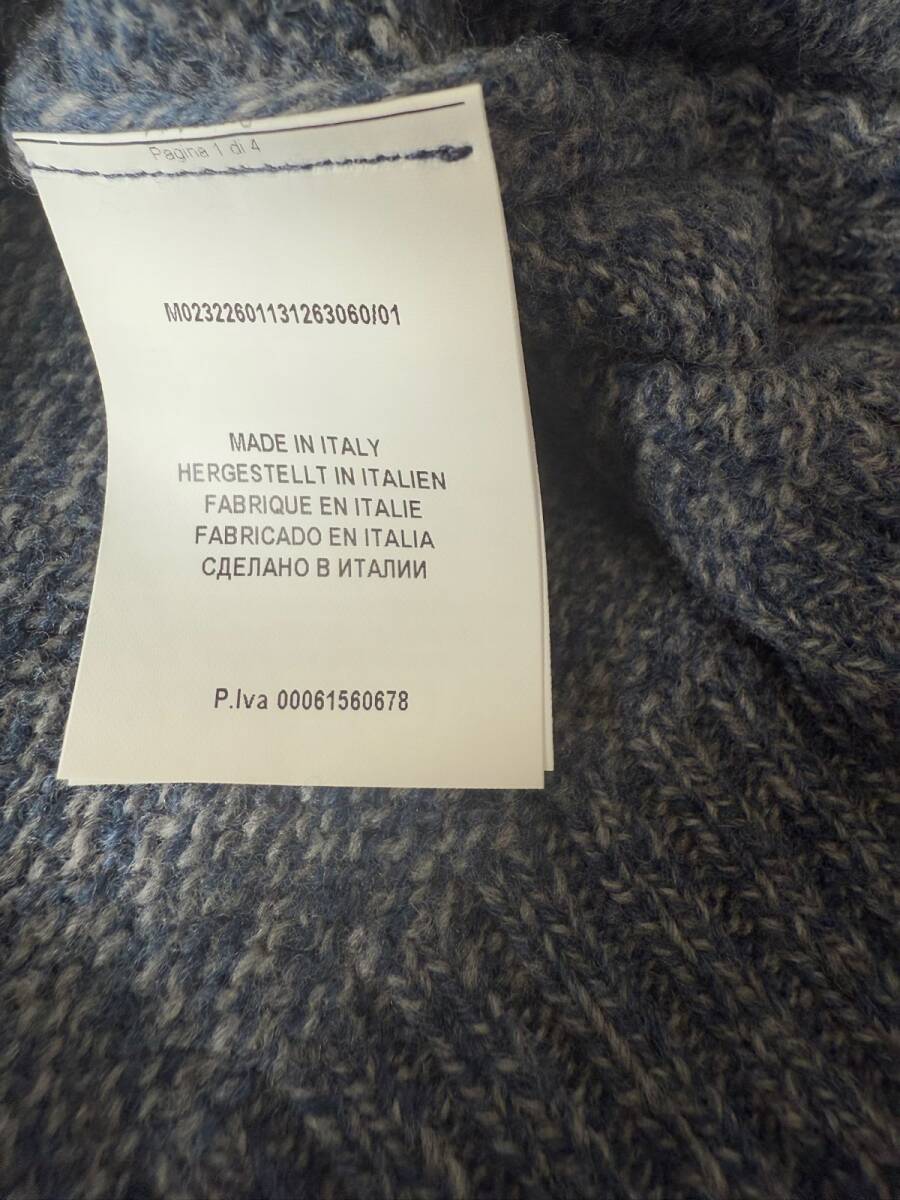 Pagina 1 di 4
M02322601131263060/01
MADE IN ITALY
HERGESTELLT IN ITALIEN
FABRIQUE EN ITALIE
FABRICADO EN ITALIA
СДЕЛАНО В ИТАЛИИ
P.Iva 00061560678